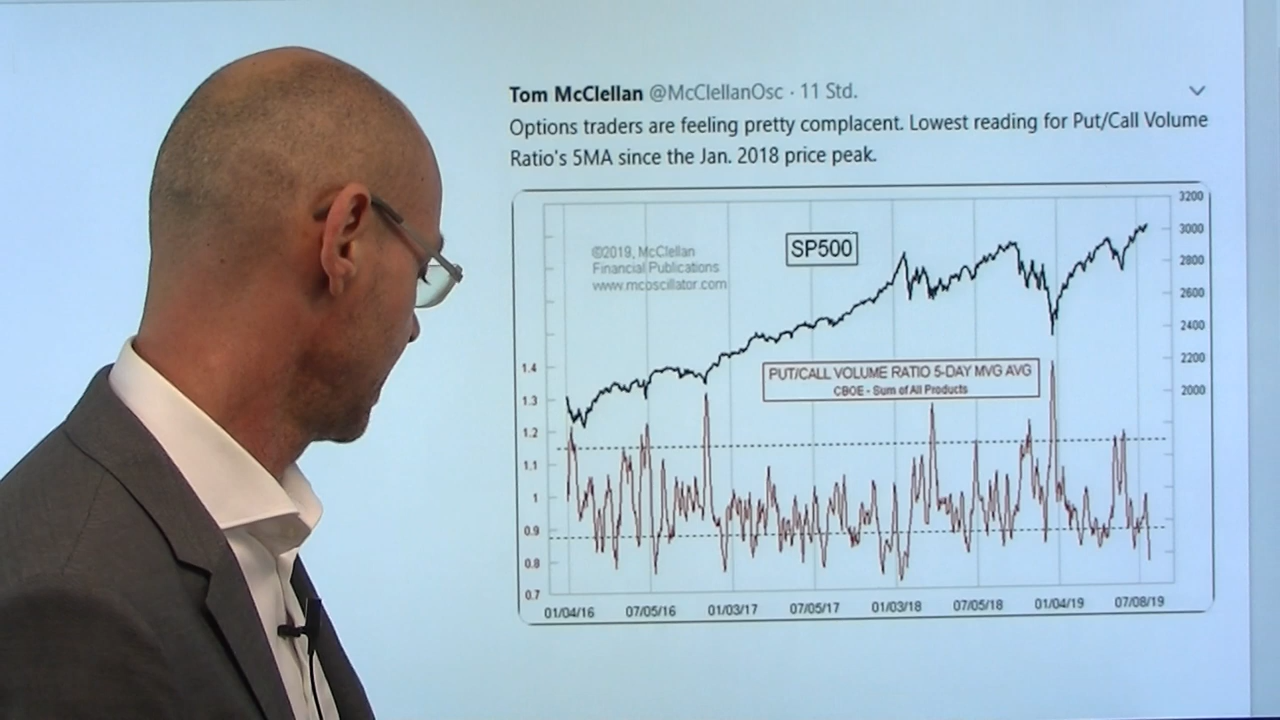 Tom McClellan @McClellanOsc · 11 Std.
Options traders are feeling pretty complacent. Lowest reading for Put/Call Volume
Ratio's 5MA since the Jan. 2018 price peak.
3200
SP500
3000
©2019, McClellan
Financial Publications
www.mcoscillator.com
2800
2600
2400
2200
2000
1.4
PUT/CALL VOLUME RATIO 5-DAY MVG AVG
CBOE - Sum of All Products
1.3
1.2
1.1
1
0.9
0.8
0.7
01/04/16 07/05/16 01/03/17 07/05/17 01/03/18 07/05/18 01/04/19 07/08/19